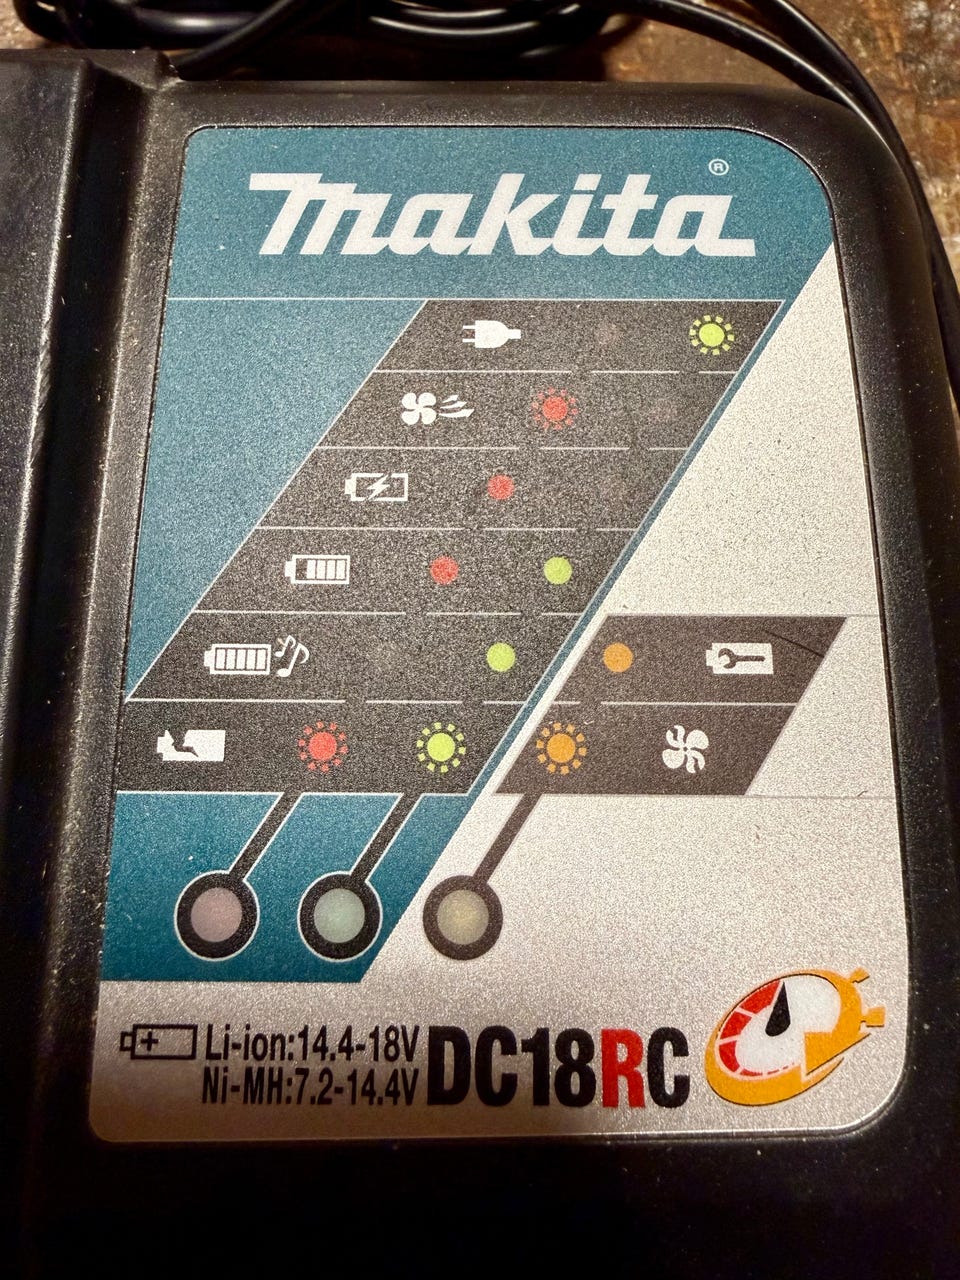 makita®
Li-ion:14.4-18V
Ni-MH:7.2-14.4V
DC18RC